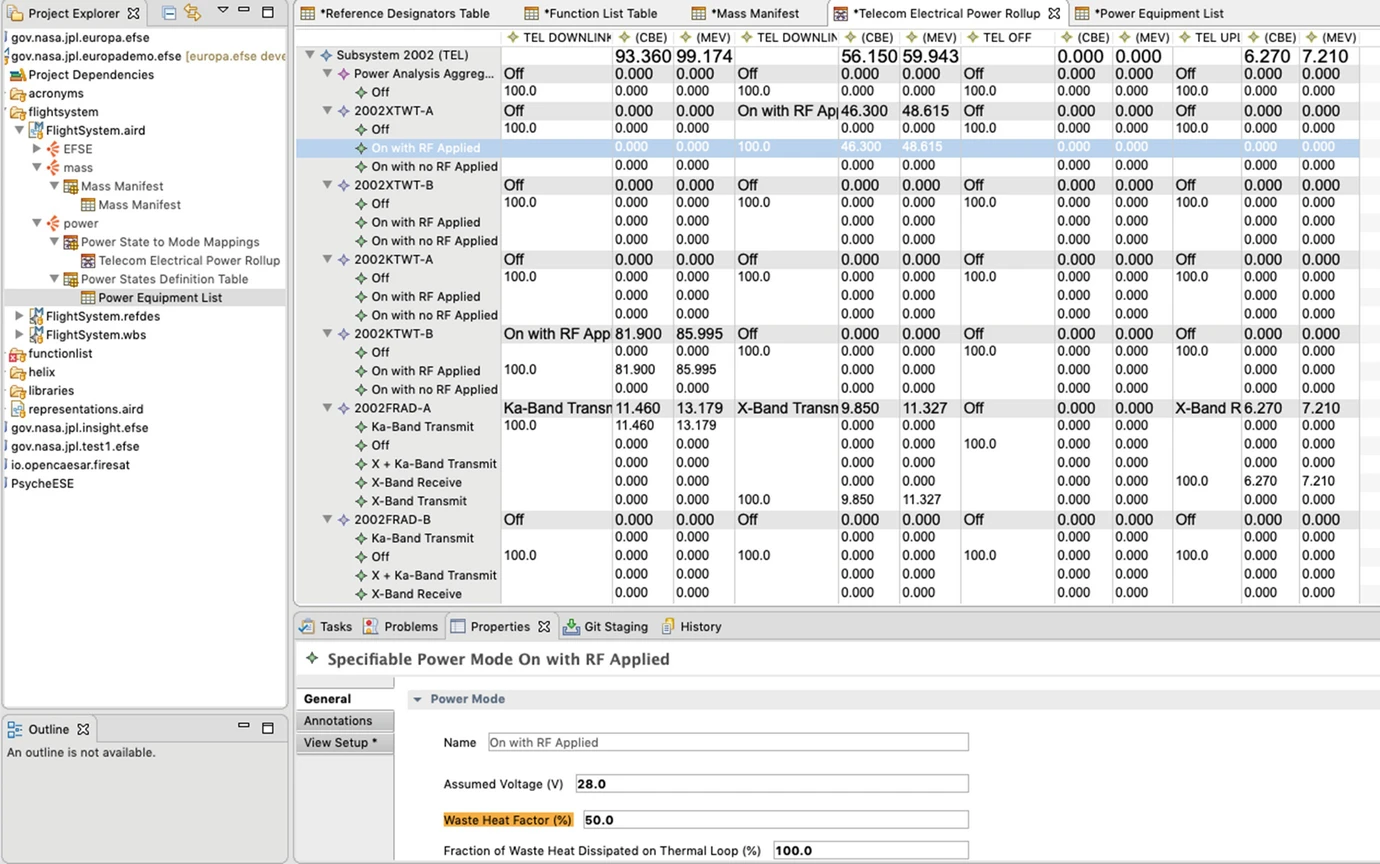 Project Explorer
gov.nasa.jpl.europa.efse
gov.nasa.jpl.europademo.efse [europa.efse deve
Project Dependencies
acronyms
flightsystem
FlightSystem.aird
EFSE
mass
Mass Manifest
Mass Manifest
power
Power State to Mode Mappings
Telecom Electrical Power Rollup
Power States Definition Table
Power Equipment List
FlightSystem.refdes
FlightSystem.wbs
functionlist
helix
libraries
representations.aird
gov.nasa.jpl.insight.efse
gov.nasa.jpl.test1.efse
io.opencaesar.firesat
PsycheESE
Outline
An outline is not available.
*Reference Designators Table *Function List Table *Mass Manifest *Telecom Electrical Power Rollup *Power Equipment List
TEL DOWNLINK (CBE) (MEV) TEL DOWNLIN (CBE) (MEV) TEL OFF (CBE) (MEV) TEL UPL (CBE) (MEV)
Subsystem 2002 (TEL) 93.360 99.174 56.150 59.943 0.000 0.000 6.270 7.210
Power Analysis Aggreg... Off 0.000 0.000 Off 0.000 0.000 Off 0.000 0.000 Off 0.000 0.000
Off 100.0 0.000 0.000 100.0 0.000 0.000 100.0 0.000 0.000 100.0 0.000 0.000
2002XTWT-A Off 0.000 0.000 On with RF Ap 46.300 48.615 Off 0.000 0.000 Off 0.000 0.000
Off 100.0 0.000 0.000 0.000 0.000 100.0 0.000 0.000 100.0 0.000 0.000
On with RF Applied 0.000 0.000 100.0 46.300 48.615 0.000 0.000 0.000 0.000
On with no RF Applied 0.000 0.000 0.000 0.000 0.000 0.000 0.000 0.000
2002XTWT-B Off 0.000 0.000 Off 0.000 0.000 Off 0.000 0.000 Off 0.000 0.000
Off 100.0 0.000 0.000 100.0 0.000 0.000 100.0 0.000 0.000 100.0 0.000 0.000
On with RF Applied 0.000 0.000 0.000 0.000 0.000 0.000 0.000 0.000
On with no RF Applied 0.000 0.000 0.000 0.000 0.000 0.000 0.000 0.000
2002KTWT-A Off 0.000 0.000 Off 0.000 0.000 Off 0.000 0.000 Off 0.000 0.000
Off 100.0 0.000 0.000 100.0 0.000 0.000 100.0 0.000 0.000 100.0 0.000 0.000
On with RF Applied 0.000 0.000 0.000 0.000 0.000 0.000 0.000 0.000
On with no RF Applied 0.000 0.000 0.000 0.000 0.000 0.000 0.000 0.000
2002KTWT-B On with RF App 81.900 85.995 Off 0.000 0.000 Off 0.000 0.000 Off 0.000 0.000
Off 0.000 0.000 100.0 0.000 0.000 100.0 0.000 0.000 100.0 0.000 0.000
On with RF Applied 100.0 81.900 85.995 0.000 0.000 0.000 0.000 0.000 0.000
On with no RF Applied 0.000 0.000 0.000 0.000 0.000 0.000 0.000 0.000
2002FRAD-A Ka-Band Transm 11.460 13.179 X-Band Transm 9.850 11.327 Off 0.000 0.000 X-Band R 6.270 7.210
Ka-Band Transmit 100.0 11.460 13.179 0.000 0.000 0.000 0.000 0.000 0.000
Off 0.000 0.000 0.000 0.000 100.0 0.000 0.000 0.000 0.000
X + Ka-Band Transmit 0.000 0.000 0.000 0.000 0.000 0.000 0.000 0.000
X-Band Receive 0.000 0.000 0.000 0.000 0.000 0.000 100.0 6.270 7.210
X-Band Transmit 0.000 0.000 100.0 9.850 11.327 0.000 0.000 0.000 0.000
2002FRAD-B Off 0.000 0.000 Off 0.000 0.000 Off 0.000 0.000 Off 0.000 0.000
Ka-Band Transmit 0.000 0.000 0.000 0.000 0.000 0.000 0.000 0.000
Off 100.0 0.000 0.000 100.0 0.000 0.000 100.0 0.000 0.000 100.0 0.000 0.000
X + Ka-Band Transmit 0.000 0.000 0.000 0.000 0.000 0.000 0.000 0.000
X-Band Receive 0.000 0.000 0.000 0.000 0.000 0.000 0.000 0.000
Tasks Problems Properties Git Staging History
Specifiable Power Mode On with RF Applied
General
Annotations
View Setup *
Power Mode
Name On with RF Applied
Assumed Voltage (V) 28.0
Waste Heat Factor (%) 50.0
Fraction of Waste Heat Dissipated on Thermal Loop (%) 100.0